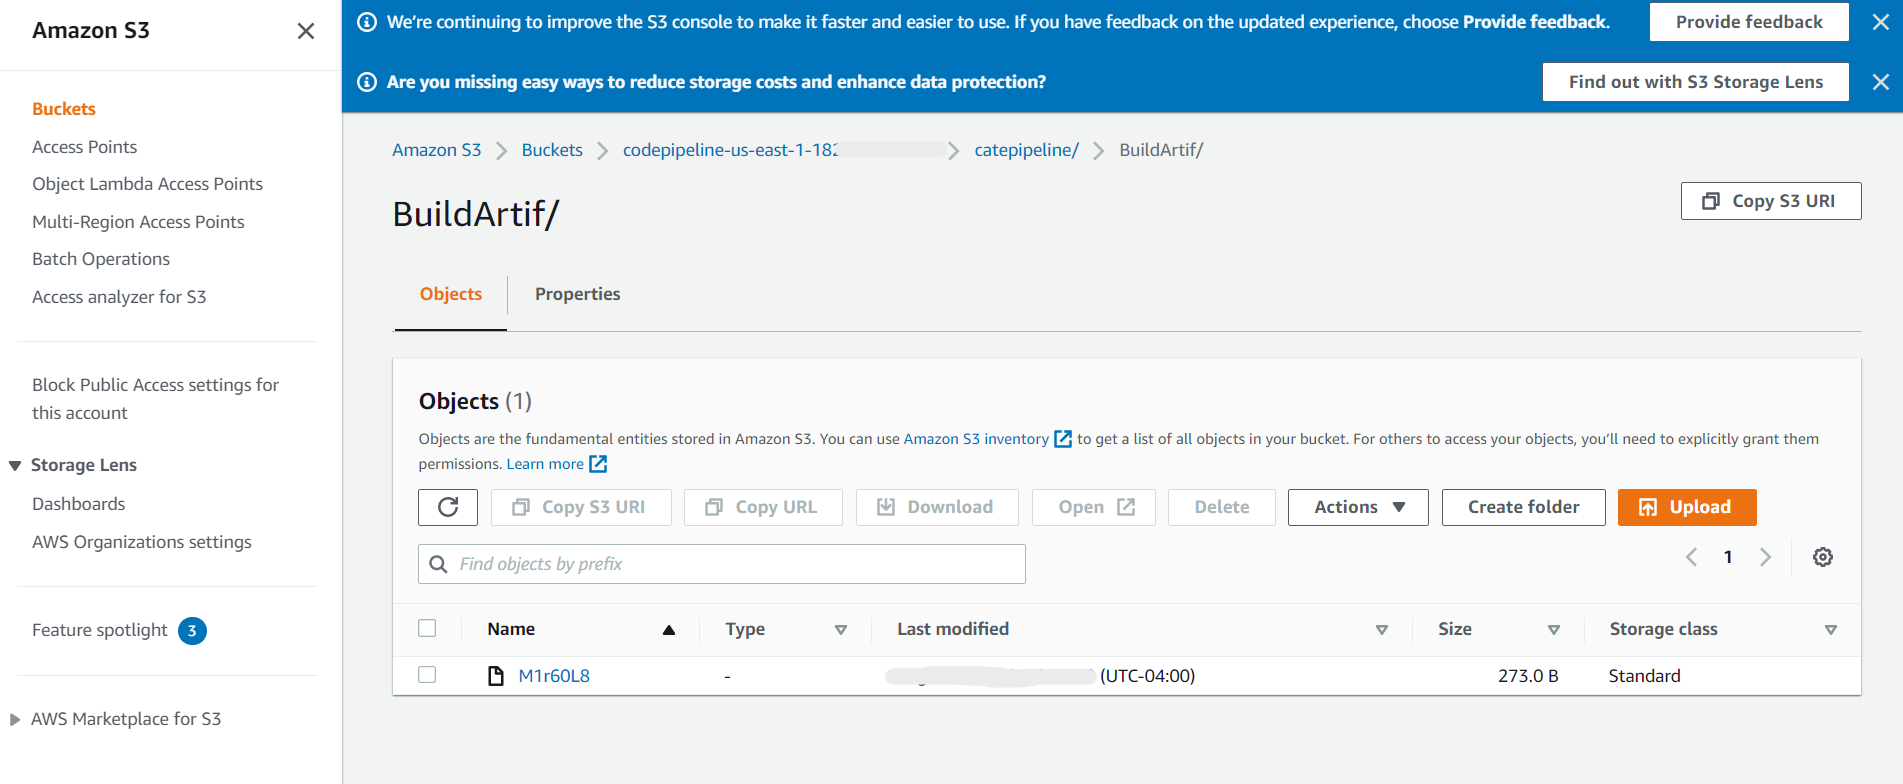 Amazon S3
Buckets
Access Points
Object Lambda Access Points
Multi-Region Access Points
Batch Operations
Access analyzer for S3
Block Public Access settings for
this account
Storage Lens
Dashboards
AWS Organizations settings
Feature spotlight 3
AWS Marketplace for S3
We're continuing to improve the S3 console to make it faster and easier to use. If you have feedback on the updated experience, choose Provide feedback. Provide feedback
Are you missing easy ways to reduce storage costs and enhance data protection? Find out with S3 Storage Lens
Amazon S3 Buckets codepipeline-us-east-1-182 catepipeline/ BuildArtif/
BuildArtif/ Copy S3 URI
Objects Properties
Objects (1)
Objects are the fundamental entities stored in Amazon S3. You can use Amazon S3 inventory to get a list of all objects in your bucket. For others to access your objects, you'll need to explicitly grant them
permissions. Learn more
Copy S3 URI Copy URL Download Open Delete Actions Create folder Upload
Find objects by prefix 1
Name Type Last modified Size Storage class
M1r60L8 - (UTC-04:00) 273.0 B Standard